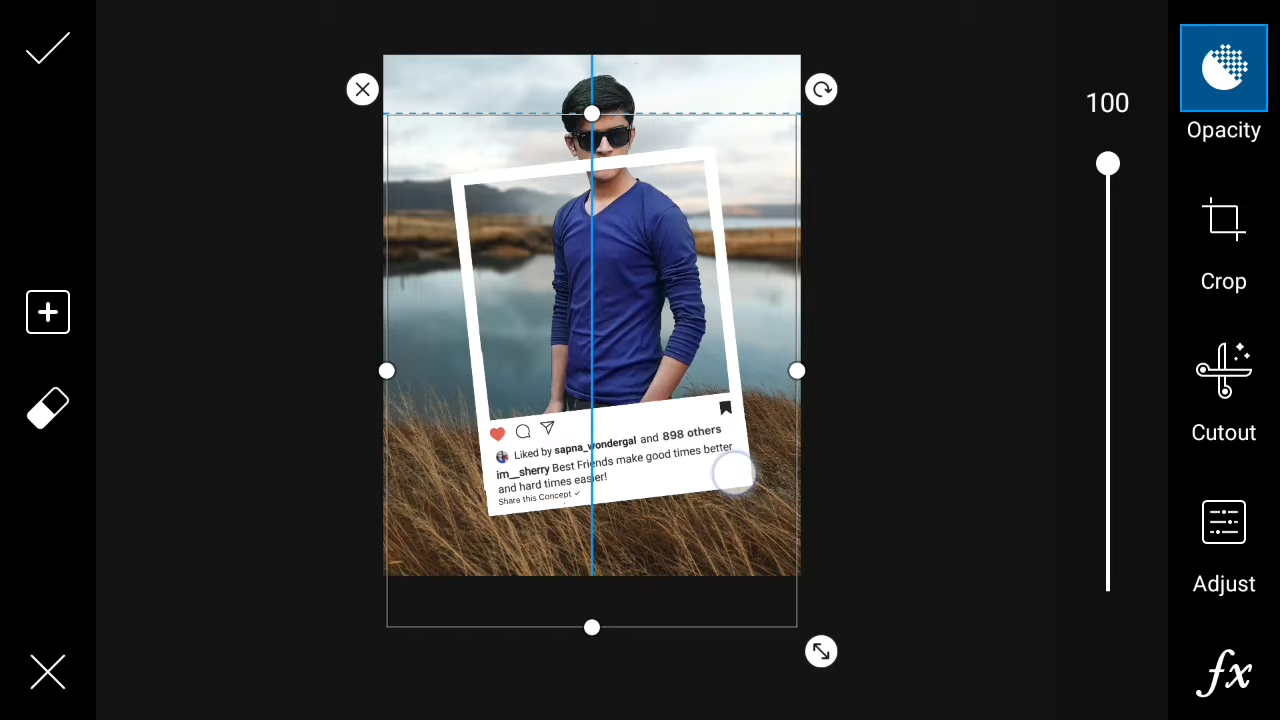 100
Opacity
Crop
Cutout
Adjust
fx
Liked by sapna_wondergal and 898 others
im__sherry Best Friends make good times better
and hard times easier!
Share this Concept ✓